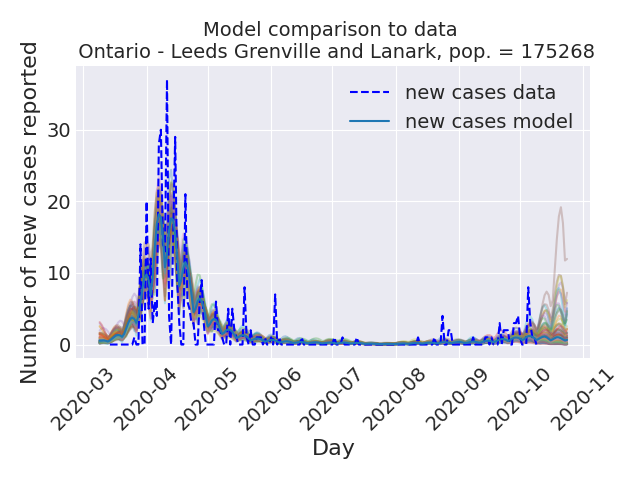 Model comparison to data
Ontario - Leeds Grenville and Lanark, pop. = 175268
Number of new cases reported
30
20
10
0
new cases data
new cases model
2020-03
2020-04
2020-05
2020-06
2020-07
2020-08
2020-09
2020-10
2020-11
Day